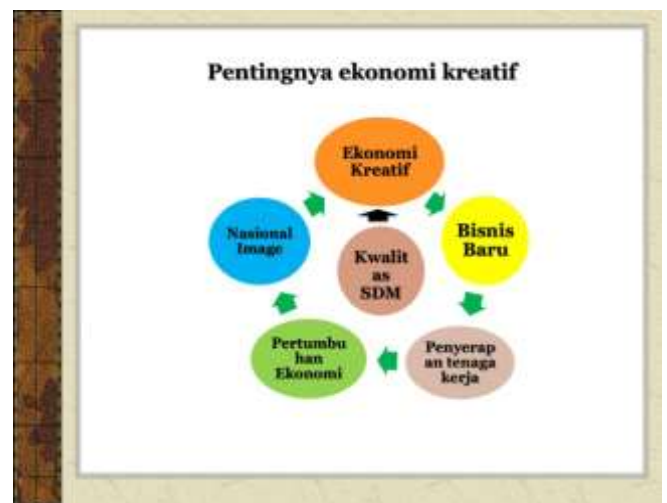 Pentingnya ekonomi kreatif
Ekonomi
Kreatif
Bisnis
Baru
Penyerap
an tenaga
kerja
Pertumbu
han
Ekonomi
Nasional
Image
Kwalit
as
SDM